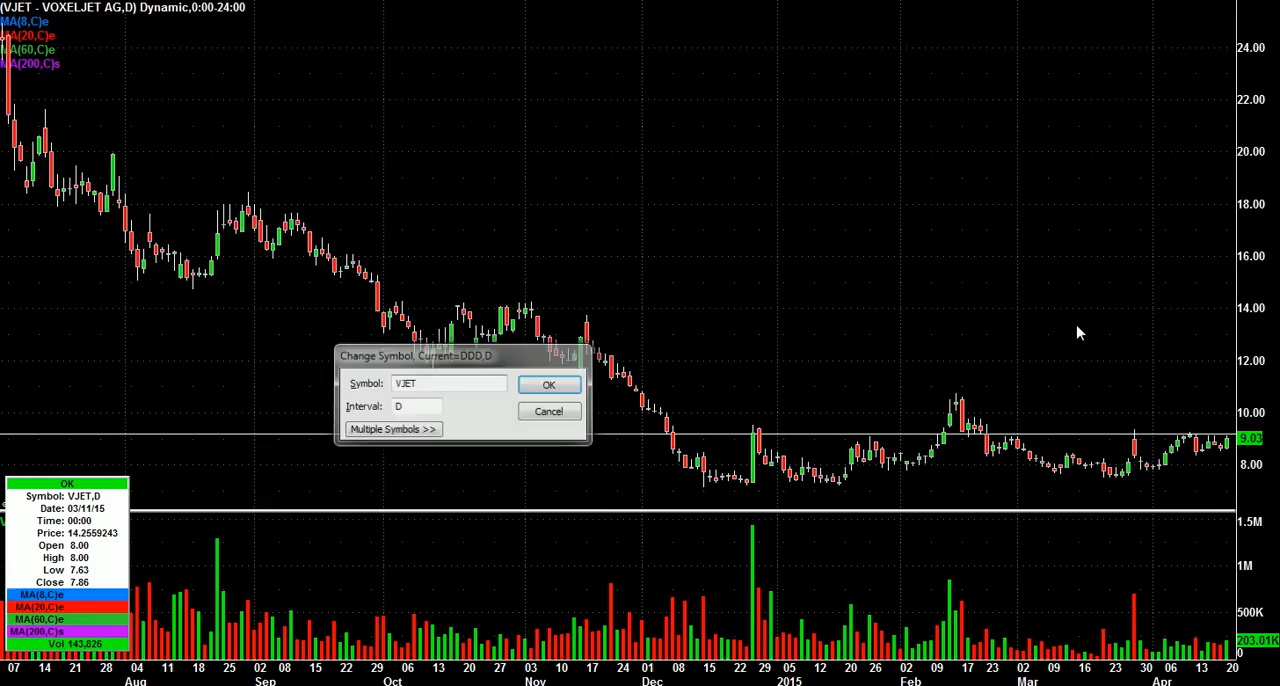 (VJET - VOXELJET AG,D) Dynamic,0:00-24:00
MA(8,C)e
MA(20,C)e
MA(60,C)e
MA(200,C)s
24.00
22.00
20.00
18.00
16.00
14.00
12.00
10.00
9.03
8.00
Change Symbol, Current=DDD,D
Symbol: VJET
OK
Interval: D
Cancel
Multiple Symbols >>
OK
Symbol: VJET,D
Date: 03/11/15
Time: 00:00
Price: 14.2559243
Open 8.00
High 8.00
Low 7.63
Close 7.86
MA(8,C)e
MA(20,C)e
MA(60,C)e
MA(200,C)s
Vol 143,826
1.5M
1M
500K
203.01K
0
07 14 21 28 04 11 18 25 02 08 15 22 29 06 13 20 27 03 10 17 24 01 08 15 22 29 05 12 20 26 02 09 17 23 02 09 16 23 30 06 13 20
Aug Sep Oct Nov Dec 2015 Feb Mar Apr